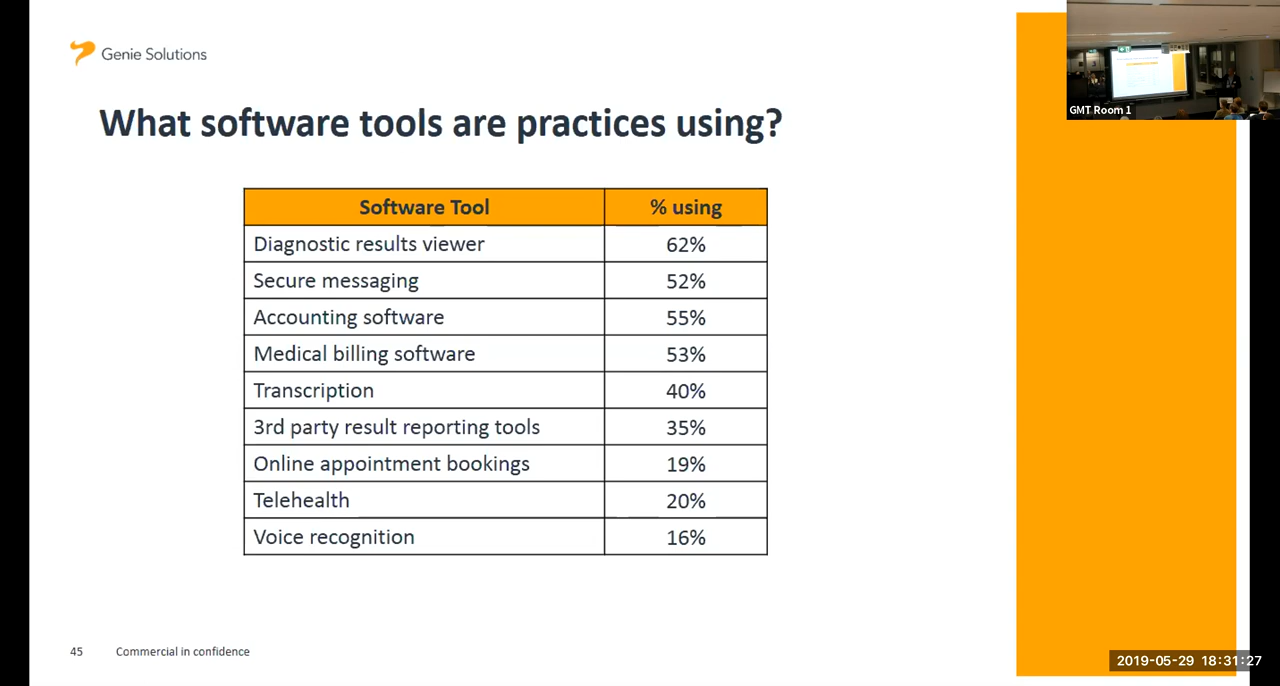 Genie Solutions
GMT Room 1
What software tools are practices using?
Software Tool % using
Diagnostic results viewer 62%
Secure messaging 52%
Accounting software 55%
Medical billing software 53%
Transcription 40%
3rd party result reporting tools 35%
Online appointment bookings 19%
Telehealth 20%
Voice recognition 16%
45 Commercial in confidence
2019-05-29 18:31:27